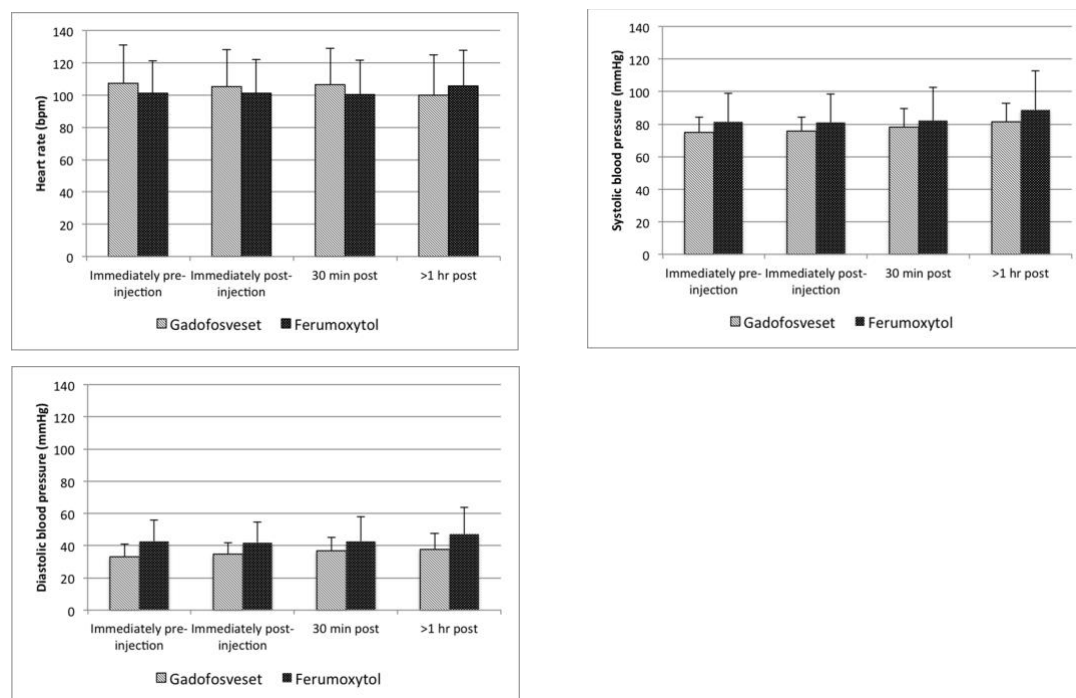 Heart rate (bpm)
140
120
100
80
60
40
20
0
Immediately pre-
injection
Immediately post-
injection
30 min post
>1 hr post
Gadofosveset Ferumoxytol
Systolic blood pressure (mmHg)
140
120
100
80
60
40
20
0
Immediately pre-
injection
Immediately post-
injection
30 min post
>1 hr post
Gadofosveset Ferumoxytol
Diastolic blood pressure (mmHg)
140
120
100
80
60
40
20
0
Immediately pre-
injection
Immediately post-
injection
30 min post
>1 hr post
Gadofosveset Ferumoxytol